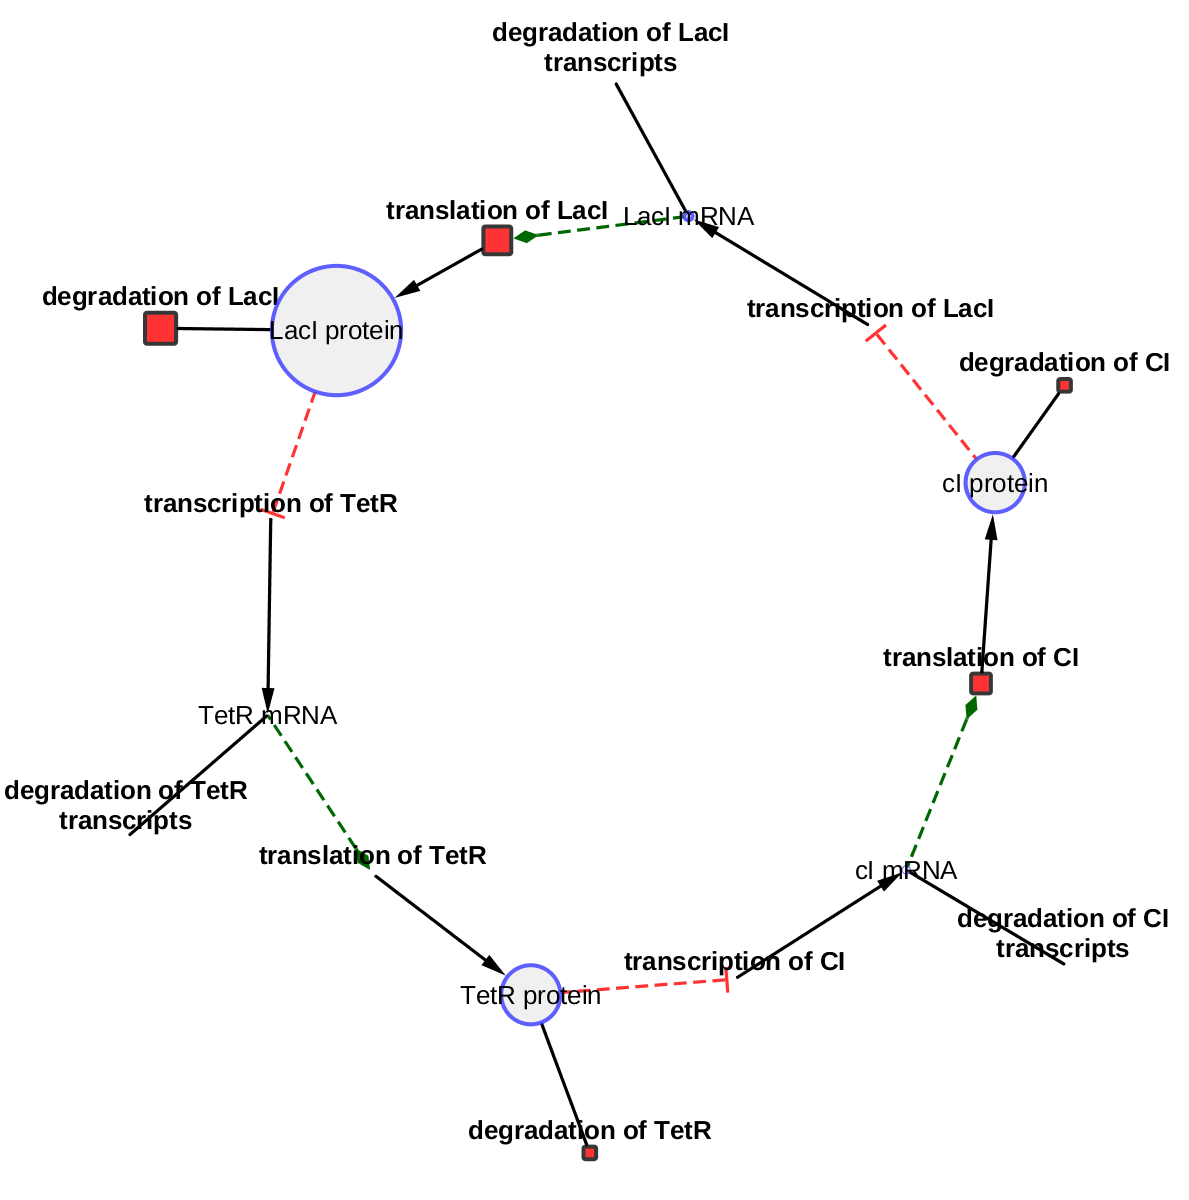 degradation of LacI
transcripts
translation of LacI
LacI mRNA
degradation of LacI
transcription of LacI
LacI protein
degradation of CI
cI protein
transcription of TetR
translation of CI
TetR mRNA
degradation of TetR
transcripts
translation of TetR
cI mRNA
degradation of CI
transcripts
transcription of CI
TetR protein
degradation of TetR